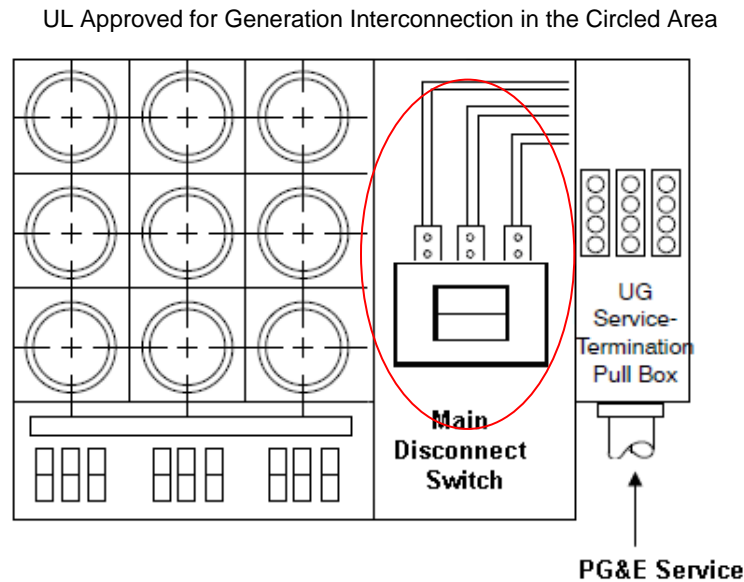 UL Approved for Generation Interconnection in the Circled Area
UG
Service-
Termination
Pull Box
Main
Disconnect
Switch
PG&E Service